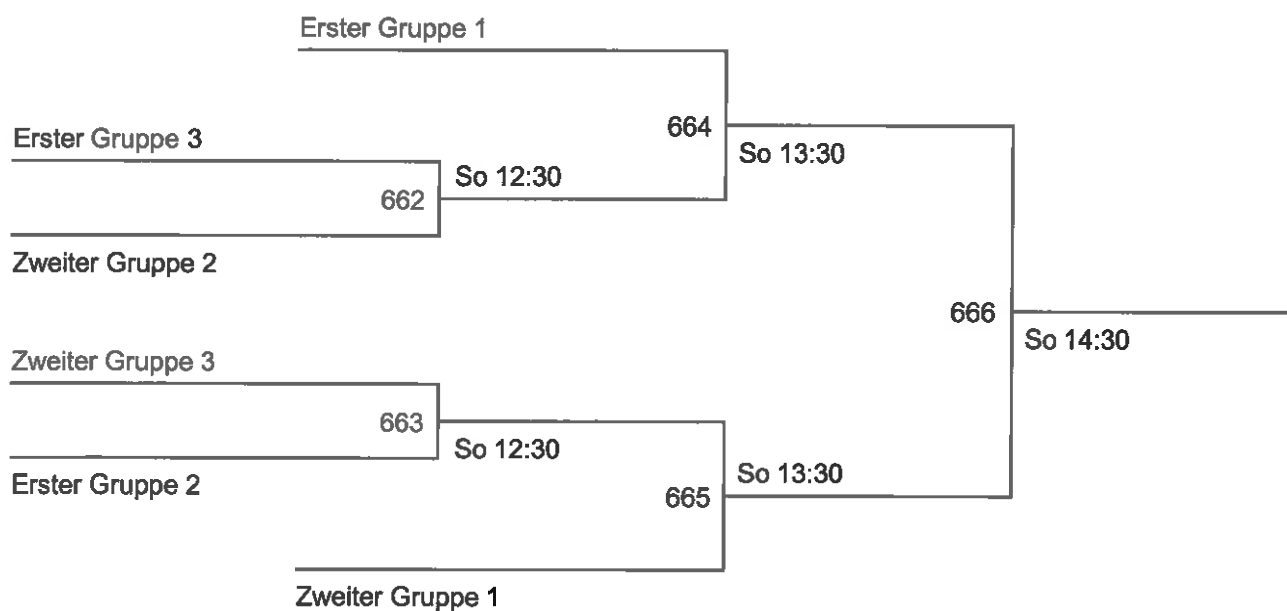 Erster Gruppe 1
664
So 13:30
Erster Gruppe 3
So 12:30
662
Zweiter Gruppe 2
666
So 14:30
Zweiter Gruppe 3
663
So 12:30
Erster Gruppe 2
So 13:30
665
Zweiter Gruppe 1